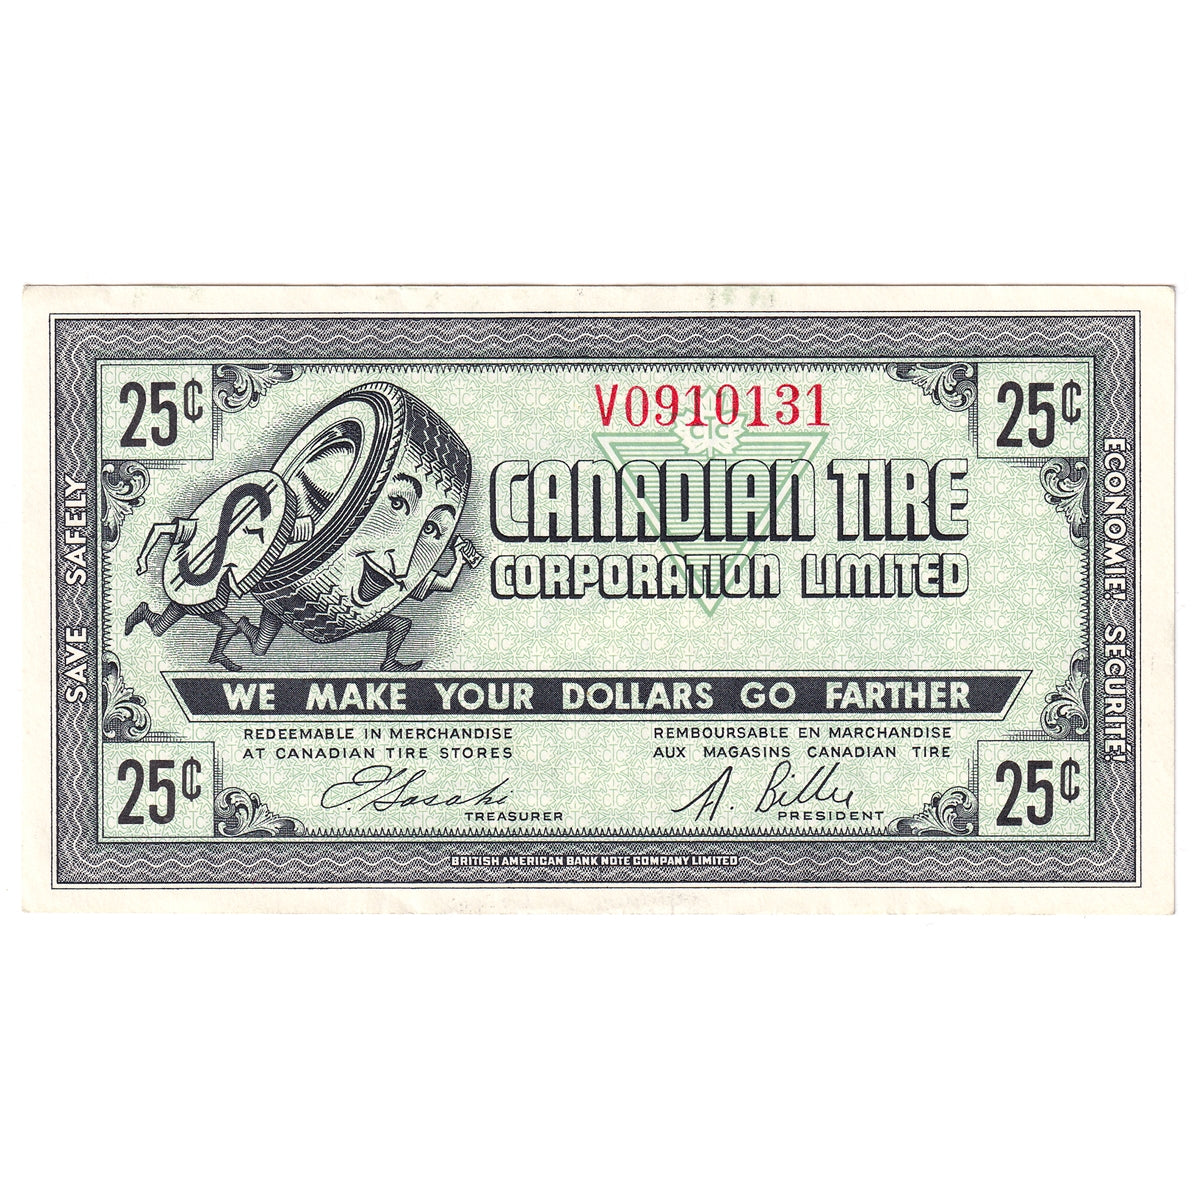 25¢
V0910131
25¢
CTC
CANADIAN TIRE
CORPORATION LIMITED
SAVE SAFELY
ÉCONOMIE! SÉCURITÉ!
$
WE MAKE YOUR DOLLARS GO FARTHER
REDEEMABLE IN MERCHANDISE
AT CANADIAN TIRE STORES
REMBOURSABLE EN MARCHANDISE
AUX MAGASINS CANADIAN TIRE
25¢
TREASURER
A. Billes
PRESIDENT
25¢
BRITISH AMERICAN BANK NOTE COMPANY LIMITED